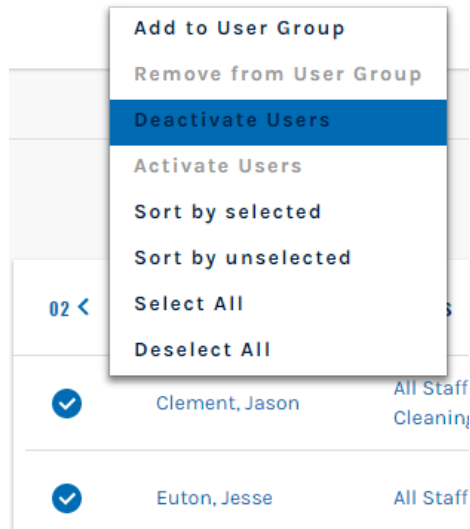 Add to User Group
Remove from User Group
Deactivate Users
Activate Users
Sort by selected
Sort by unselected
02 < Select All
Deselect All
Clement, Jason All Staff
Cleaning
Euton, Jesse All Staff